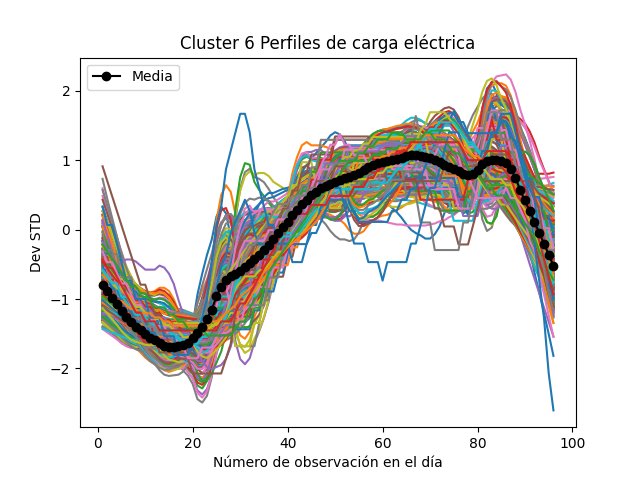 Cluster 6 Perfiles de carga eléctrica
Media
Dev STD
2
1
0
−1
−2
0 20 40 60 80 100
Número de observación en el día